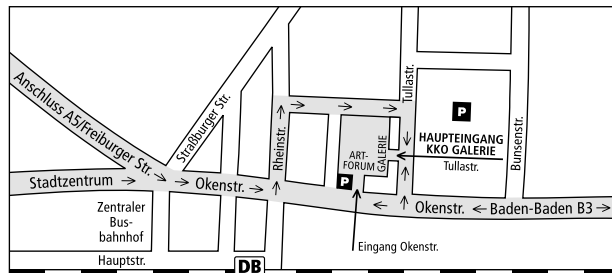 Anschluss A5/Freiburger Str.
Straßburger Str.
Rheinstr.
Tullastr.
Bunsenstr.
P
HAUPTEINGANG
KKO GALERIE
Tullastr.
ART-
FORUM
GALERIE
P
Stadtzentrum
Okenstr.
Okenstr.
Baden-Baden B3
Zentraler
Bus-
bahnhof
Eingang Okenstr.
Hauptstr.
DB